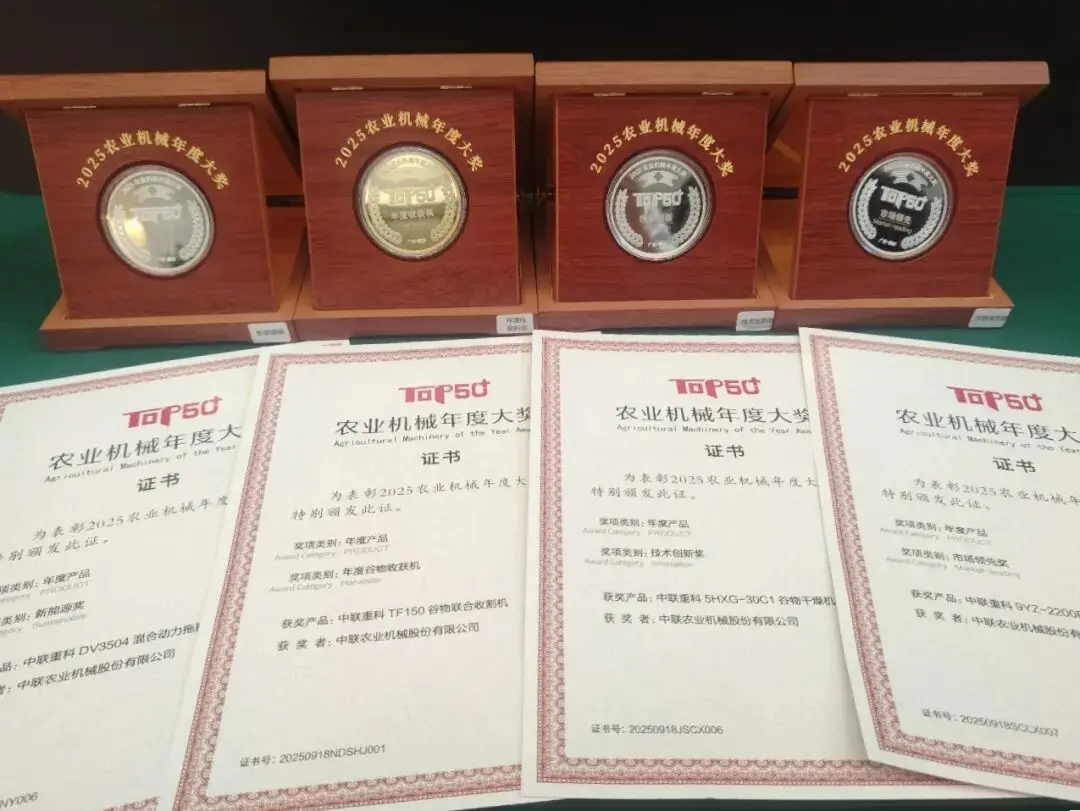 2025农业机械年度大奖
TOP50+
2025农业机械年度大奖
TOP50+
年度收获机
2025农业机械年度大奖
TOP50+
2025农业机械年度大奖
TOP50+
市场领先
Market-leading
TOP50+
农业机械年度大
Agricultural Machinery of the Year
证书
为表彰2025农业机械年度
特别颁发此证。
奖项类别：年度产品
Category PRODUCT
类别：新能源奖
Sustainable
品：中联重科 DV3504 混合动力拖
者：中联农业机械股份有限公司
NY006
TOP50+
农业机械年度大奖
Agricultural Machinery of the Year Awa
证书
为表彰2025农业机械年度大
特别颁发此证。
奖项类别：年度产品
Award Category PRODUCT
奖项类别：年度谷物收获机
Award Category Harvester
获奖产品：中联重科 TF150 谷物联合收割机
获 奖 者：中联农业机械股份有限公司
证书号：20250918NDSHJ001
TOP50+
农业机械年度大奖
Agricultural Machinery of the Year Awa
证书
为表彰2025农业机械年度大
特别颁发此证。
奖项类别：年度产品
Award Category PRODUCT
奖项类别：技术创新奖
Award Category Innovation
获奖产品：中联重科 5HXG-30C1 谷物干燥机
获 奖 者：中联农业机械股份有限公司
证书号：20250918JSCX006
TOP50+
农业机械年度大
Agricultural Machinery of the Year
证书
为表彰2025农业机械年
特别颁发此证。
奖项类别：年度产品
Award Category PRODUCT
奖项类别：市场领先奖
Award Category Market-leading
获奖产品：中联重科 9YZ-2200
获 奖 者：中联农业机械股份有
证书号：20250918SCLX007